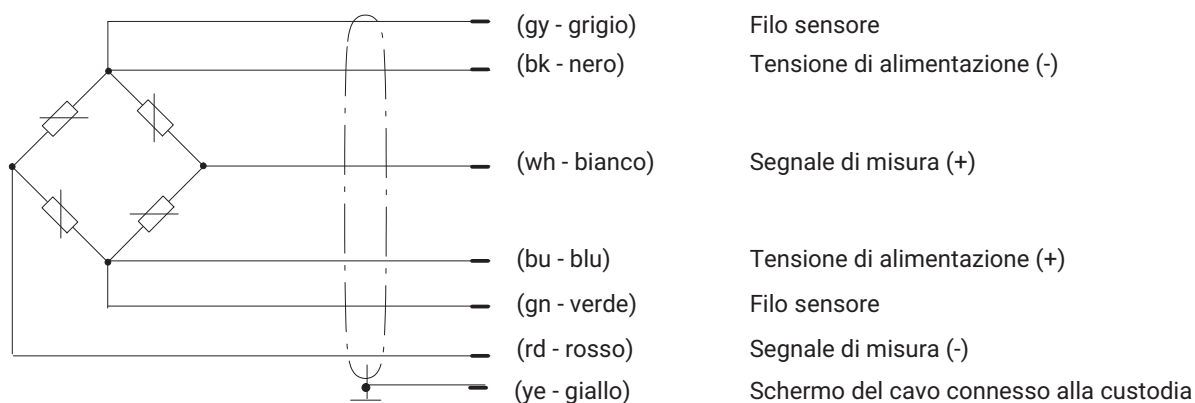 (gy - grigio) Filo sensore
(bk - nero) Tensione di alimentazione (-)
(wh - bianco) Segnale di misura (+)
(bu - blu) Tensione di alimentazione (+)
(gn - verde) Filo sensore
(rd - rosso) Segnale di misura (-)
(ye - giallo) Schermo del cavo connesso alla custodia